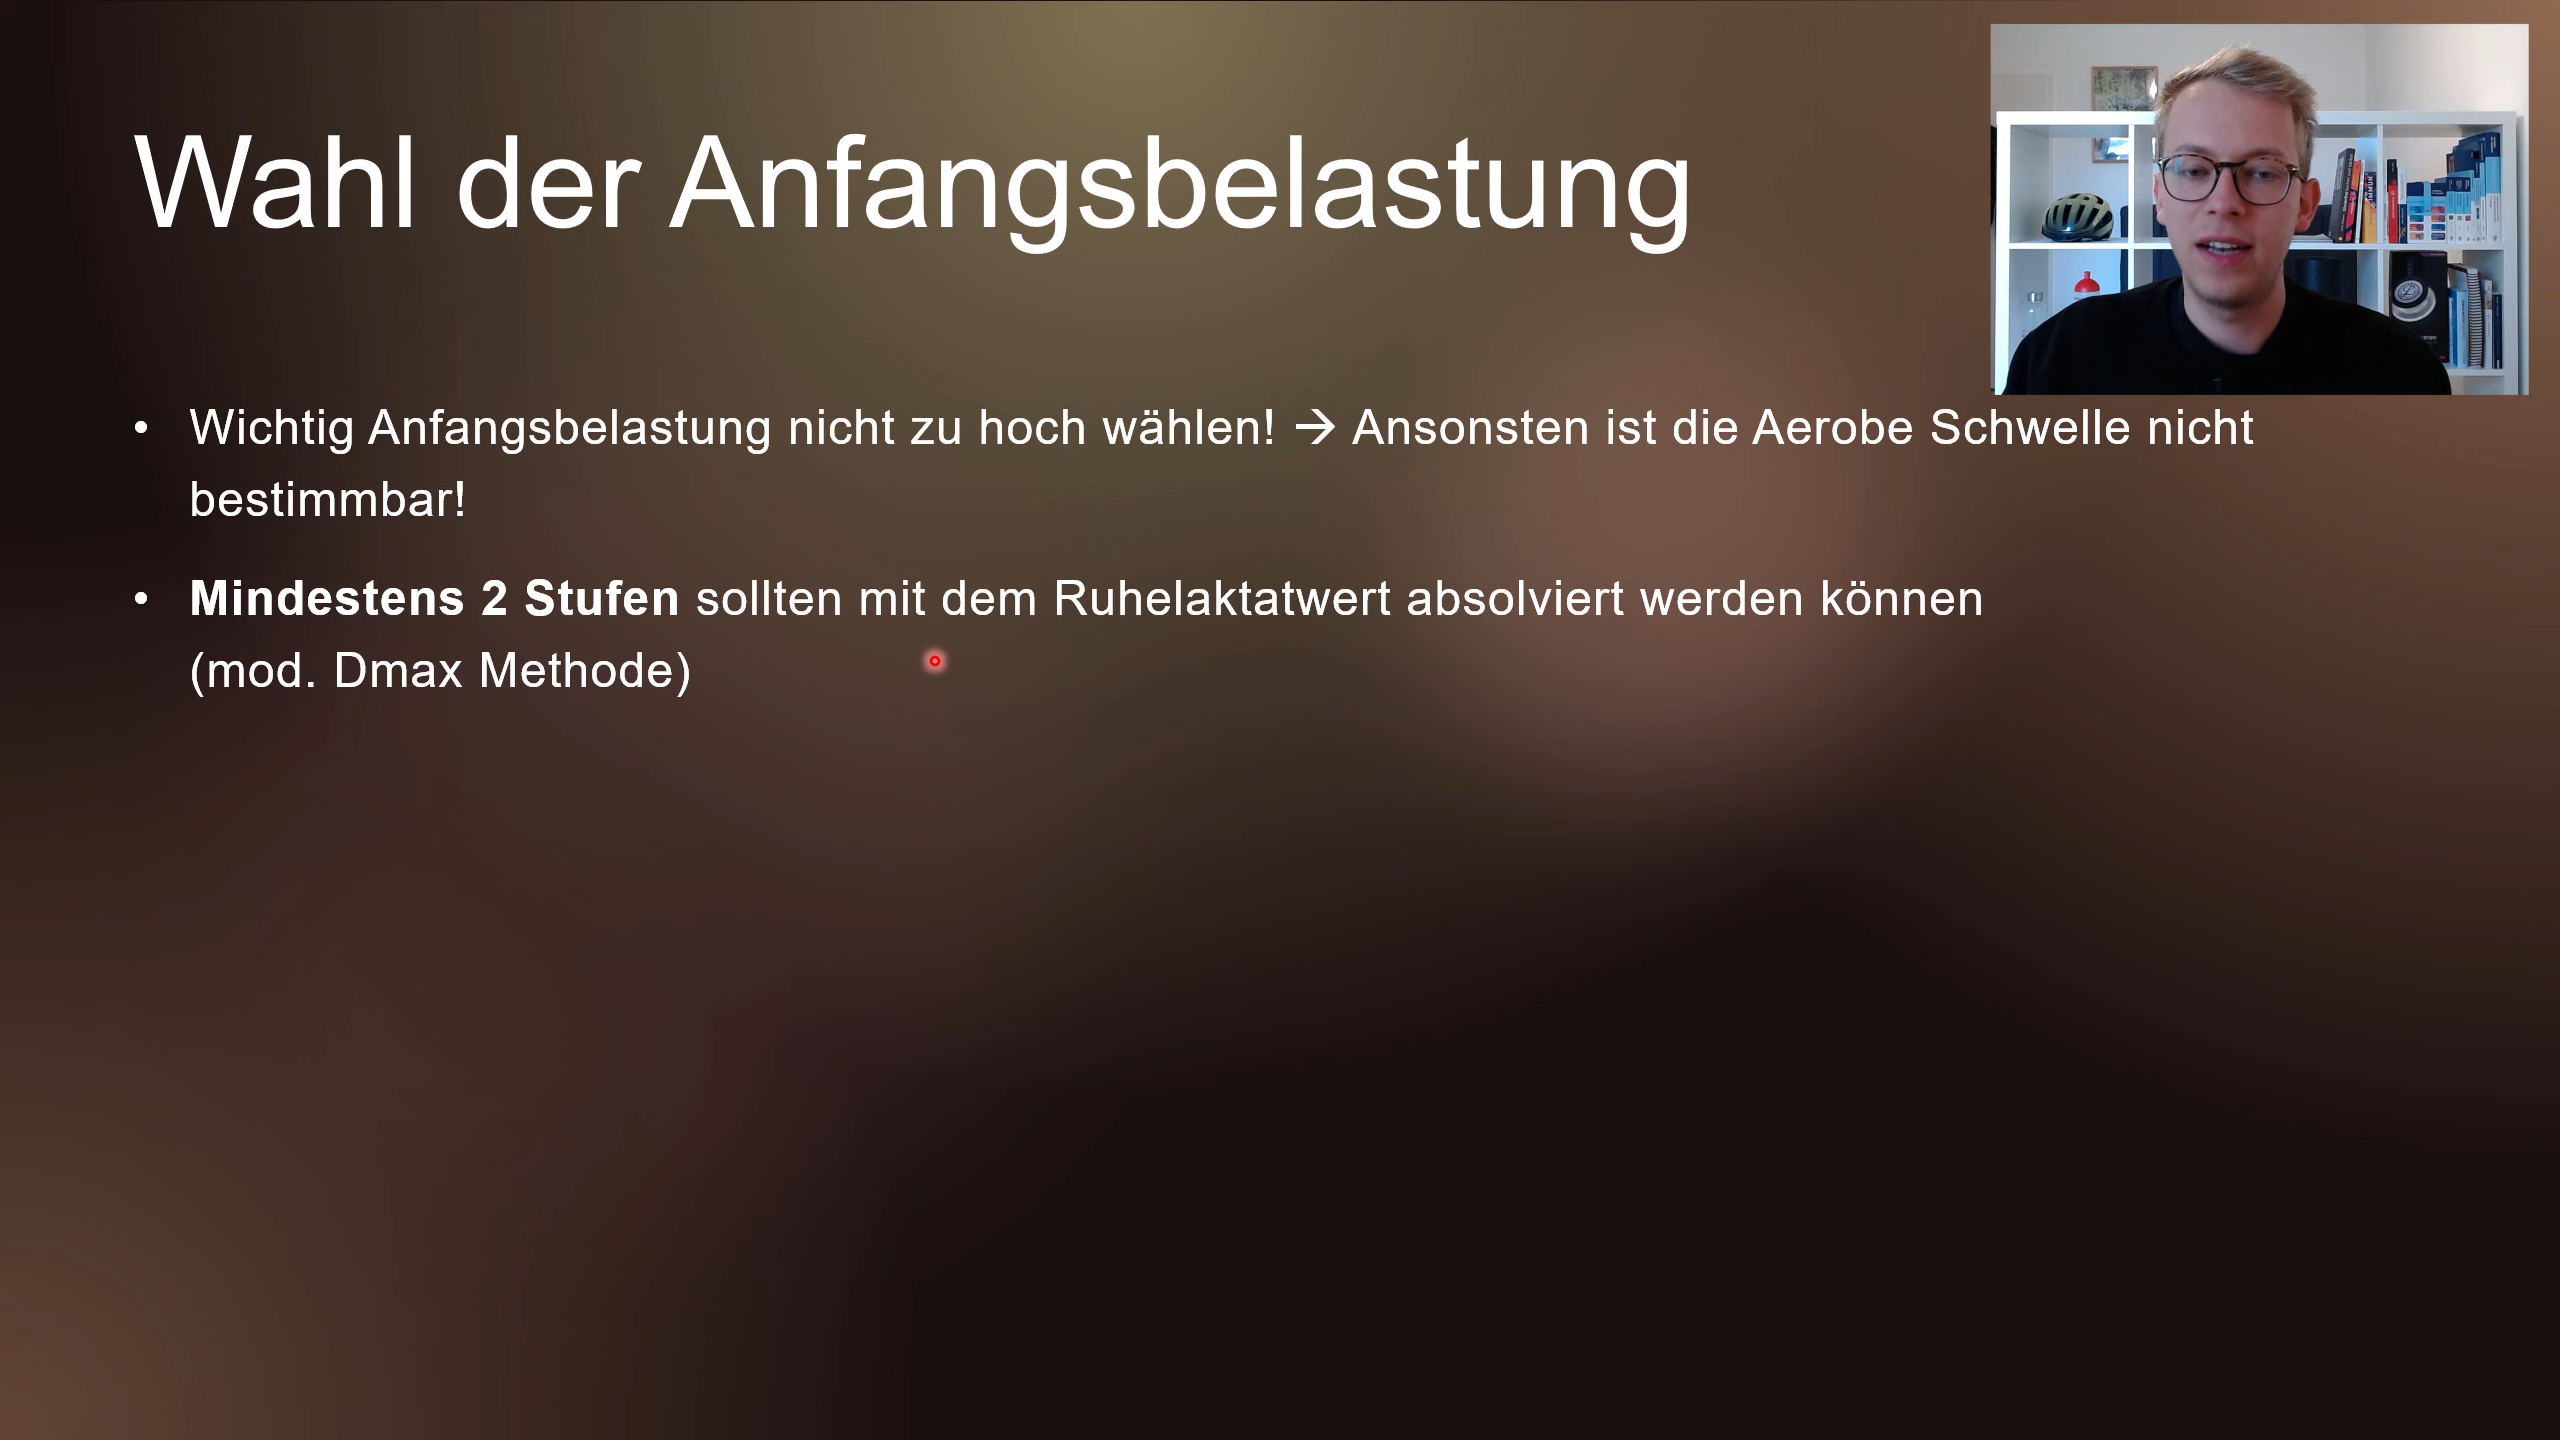 Wahl der Anfangsbelastung
• Wichtig Anfangsbelastung nicht zu hoch wählen! → Ansonsten ist die Aerobe Schwelle nicht
bestimmbar!
• Mindestens 2 Stufen sollten mit dem Ruhelaktatwert absolviert werden können
(mod. Dmax Methode)